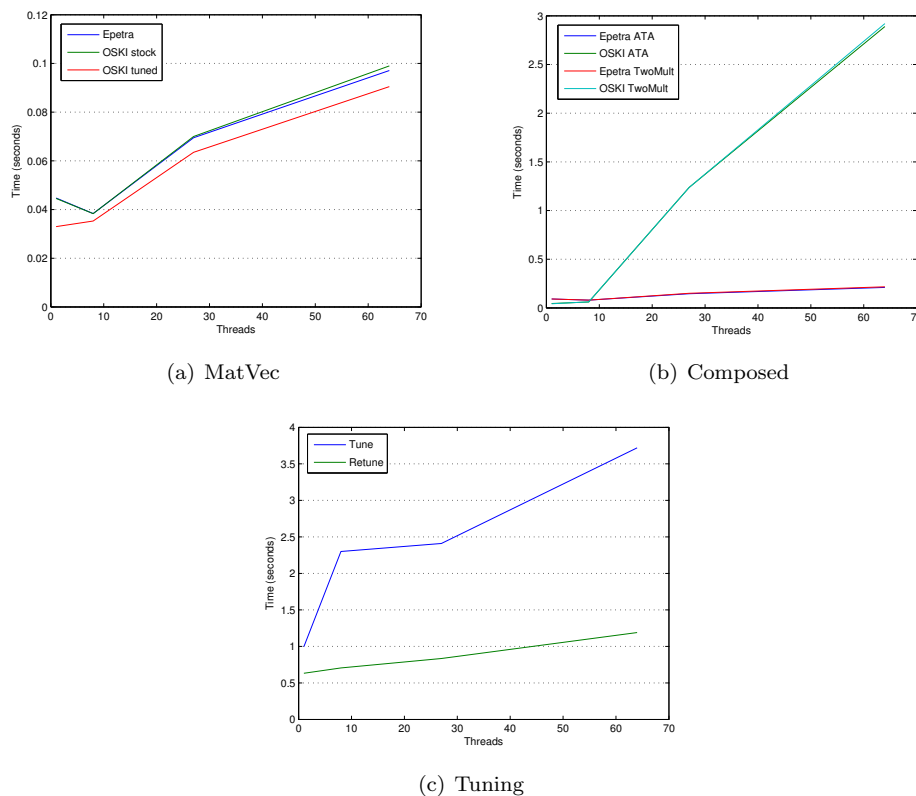 0.12
0.1
0.08
0.06
0.04
0.02
0
Time (seconds)
Epetra
OSKI stock
OSKI tuned
0 10 20 30 40 50 60 70
Threads
(a) MatVec
3
2.5
2
1.5
1
0.5
0
Time (seconds)
Epetra ATA
OSKI ATA
Epetra TwoMult
OSKI TwoMult
0 10 20 30 40 50 60 70
Threads
(b) Composed
4
3.5
3
2.5
2
1.5
1
0.5
0
Time (seconds)
Tune
Retune
0 10 20 30 40 50 60 70
Threads
(c) Tuning